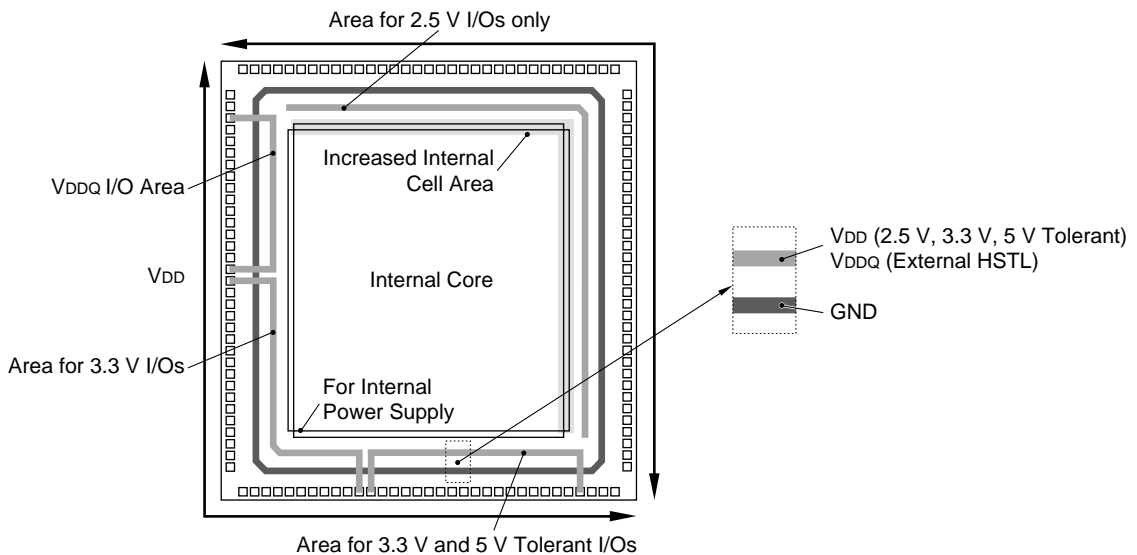 Area for 2.5 V I/Os only
Increased Internal
Cell Area
VDDQ I/O Area
VDD
Internal Core
Area for 3.3 V I/Os
For Internal
Power Supply
Area for 3.3 V and 5 V Tolerant I/Os
VDD (2.5 V, 3.3 V, 5 V Tolerant)
VDDQ (External HSTL)
GND